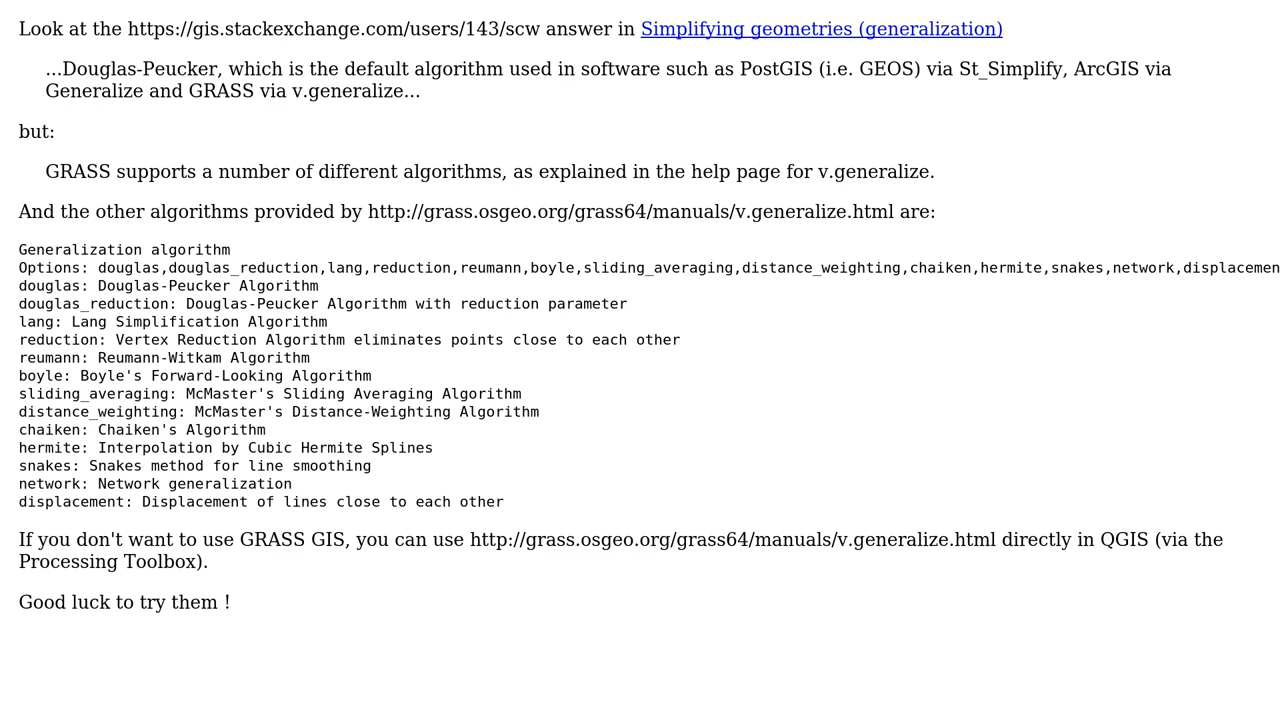 Look at the https://gis.stackexchange.com/users/143/scw answer in Simplifying geometries (generalization)
...Douglas-Peucker, which is the default algorithm used in software such as PostGIS (i.e. GEOS) via St_Simplify, ArcGIS via
Generalize and GRASS via v.generalize...
but:
GRASS supports a number of different algorithms, as explained in the help page for v.generalize.
And the other algorithms provided by http://grass.osgeo.org/grass64/manuals/v.generalize.html are:
Generalization algorithm
Options: douglas,douglas_reduction,lang,reduction,reumann,boyle,sliding_averaging,distance_weighting,chaiken,hermite,snakes,network,displacemen
douglas: Douglas-Peucker Algorithm
douglas_reduction: Douglas-Peucker Algorithm with reduction parameter
lang: Lang Simplification Algorithm
reduction: Vertex Reduction Algorithm eliminates points close to each other
reumann: Reumann-Witkam Algorithm
boyle: Boyle's Forward-Looking Algorithm
sliding_averaging: McMaster's Sliding Averaging Algorithm
distance_weighting: McMaster's Distance-Weighting Algorithm
chaiken: Chaiken's Algorithm
hermite: Interpolation by Cubic Hermite Splines
snakes: Snakes method for line smoothing
network: Network generalization
displacement: Displacement of lines close to each other
If you don't want to use GRASS GIS, you can use http://grass.osgeo.org/grass64/manuals/v.generalize.html directly in QGIS (via the
Processing Toolbox).
Good luck to try them !